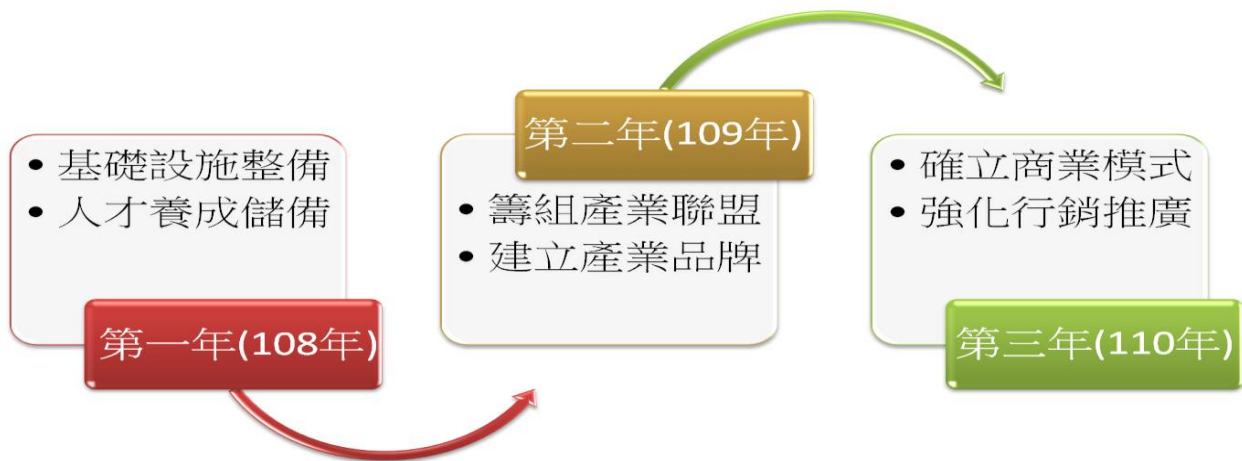 • 基礎設施整備
• 人才養成儲備
第一年(108年)
第二年(109年)
• 籌組產業聯盟
• 建立產業品牌
• 確立商業模式
• 強化行銷推廣
第三年(110年)